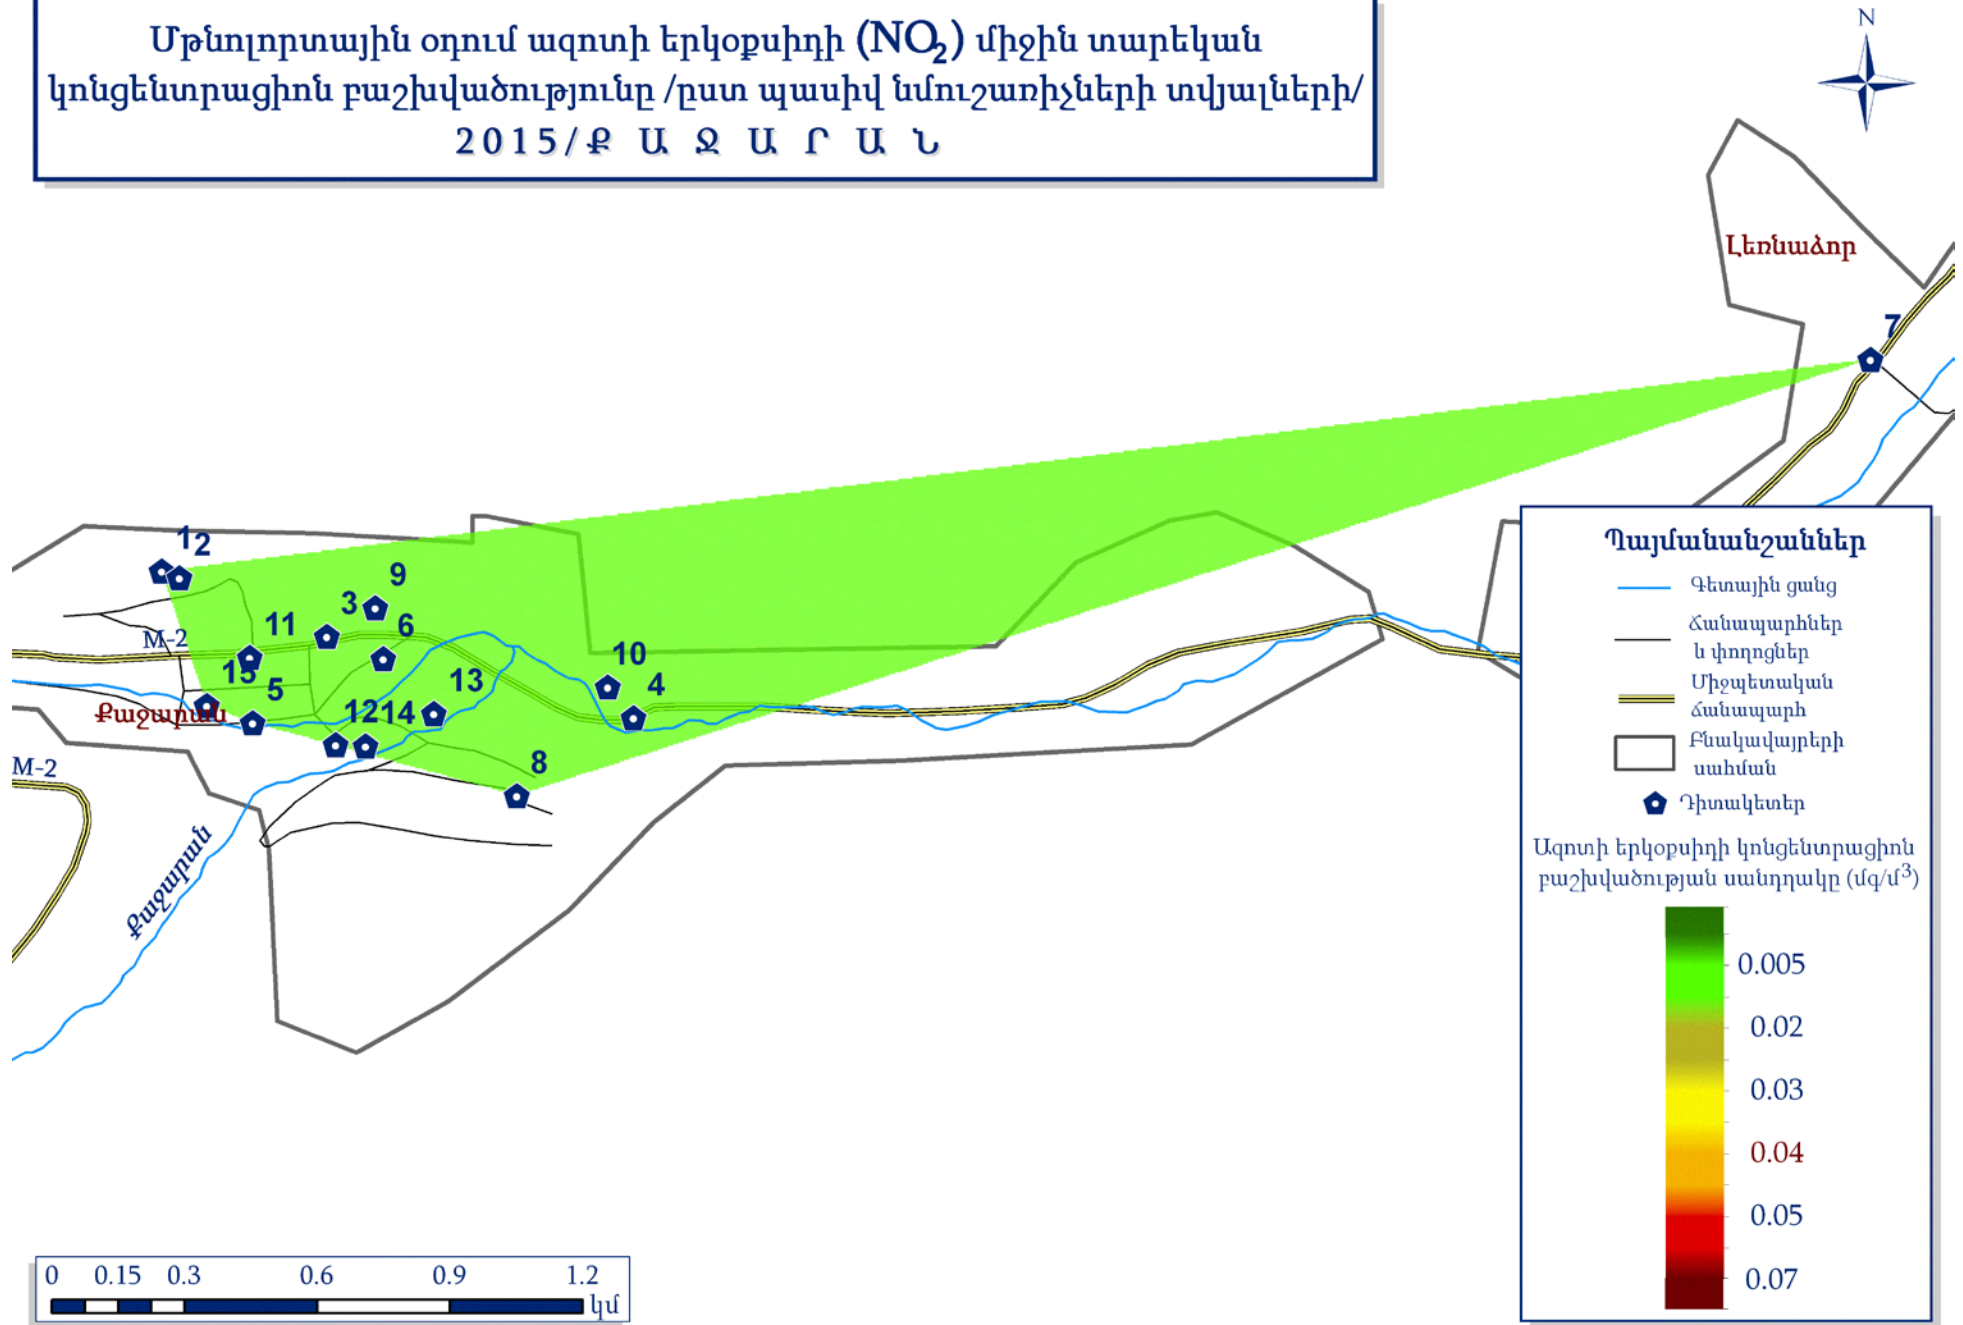 Մթնոլորտային օդում ազոտի երկօքսիդի (NO₂) միջին տարեկան
կոնցենտրացիոն բաշխվածությունը /ըստ պասիվ նմուշառիչների տվյալների/
2015/Ք Ա Ջ Ա Ր Ա Ն
N
Լեռնաձոր
7
1 2
9
3
11
6
M-2
15
5
10
13
4
Քաջարան
12 14
8
M-2
Քաջարան
Պայմանանշաններ
Գետային ցանց
Ճանապարհներ
և փողոցներ
Միջպետական
ճանապարհ
Բնակավայրերի
սահման
Դիտակետեր
Ազոտի երկօքսիդի կոնցենտրացիոն
բաշխվածության սանդղակը (մգ/մ³)
0.005
0.02
0.03
0.04
0.05
0.07
0 0.15 0.3 0.6 0.9 1.2
կմ